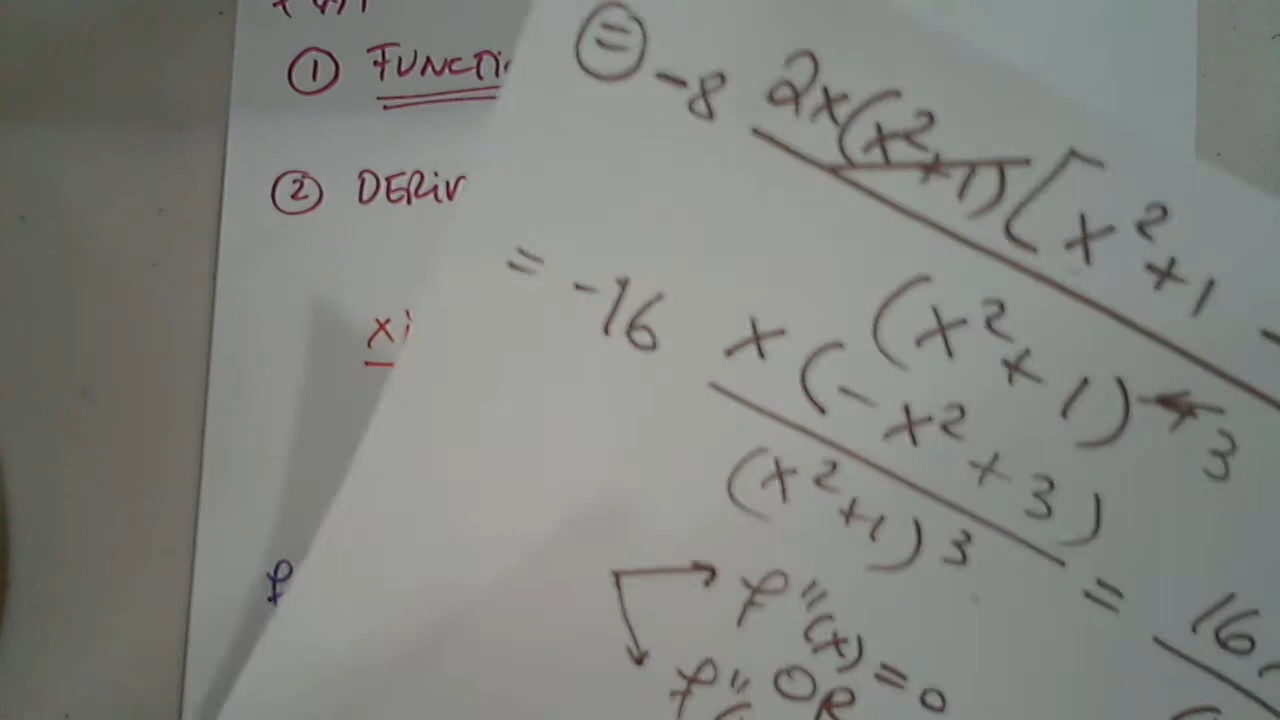 ① FUNCTi
② DERiV
xi
f
= -8 2x(x²+1)[x²+1 -
(x²+1)⁴ 3
= -16 x(-x²+3)
(x²+1)3
= 16
f"(x) = 0
OR
f"(